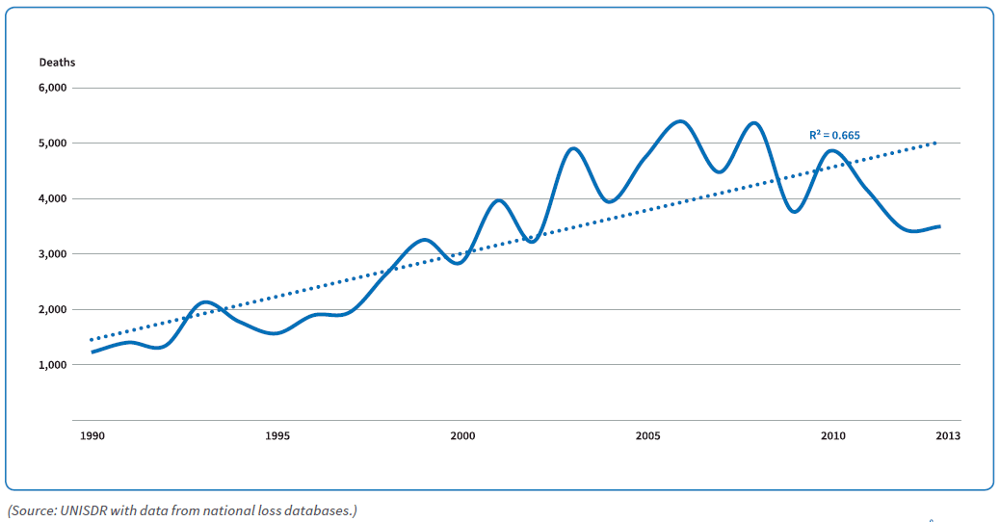 Deaths
6,000
R² = 0.665
5,000
4,000
3,000
2,000
1,000
1990 1995 2000 2005 2010 2013
(Source: UNISDR with data from national loss databases.)